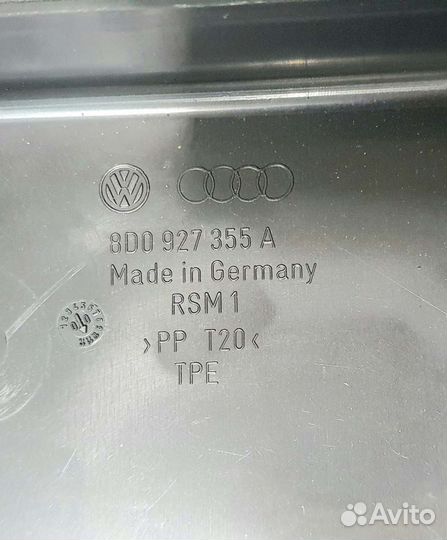 8D0 927 355 A
Made in Germany
RSM 1
>PP T20<
TPE
Avito